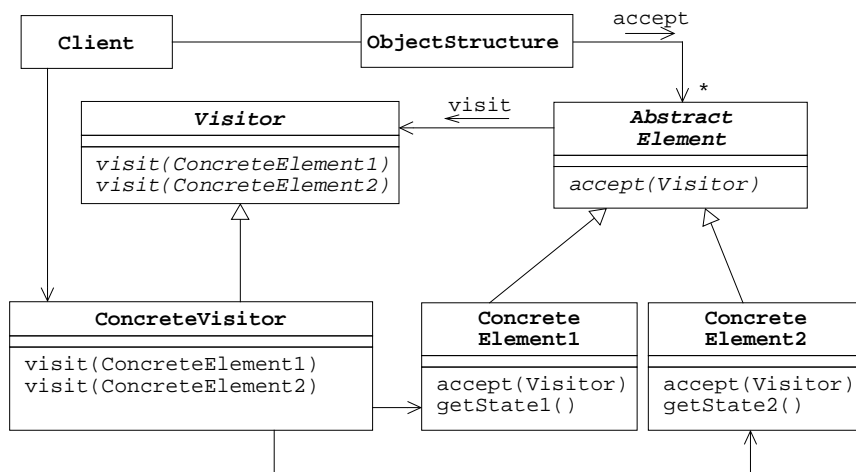 accept
Client
ObjectStructure
*
visit
Visitor
visit(ConcreteElement1)
visit(ConcreteElement2)
Abstract
Element
accept(Visitor)
ConcreteVisitor
visit(ConcreteElement1)
visit(ConcreteElement2)
Concrete
Element1
accept(Visitor)
getState1()
Concrete
Element2
accept(Visitor)
getState2()